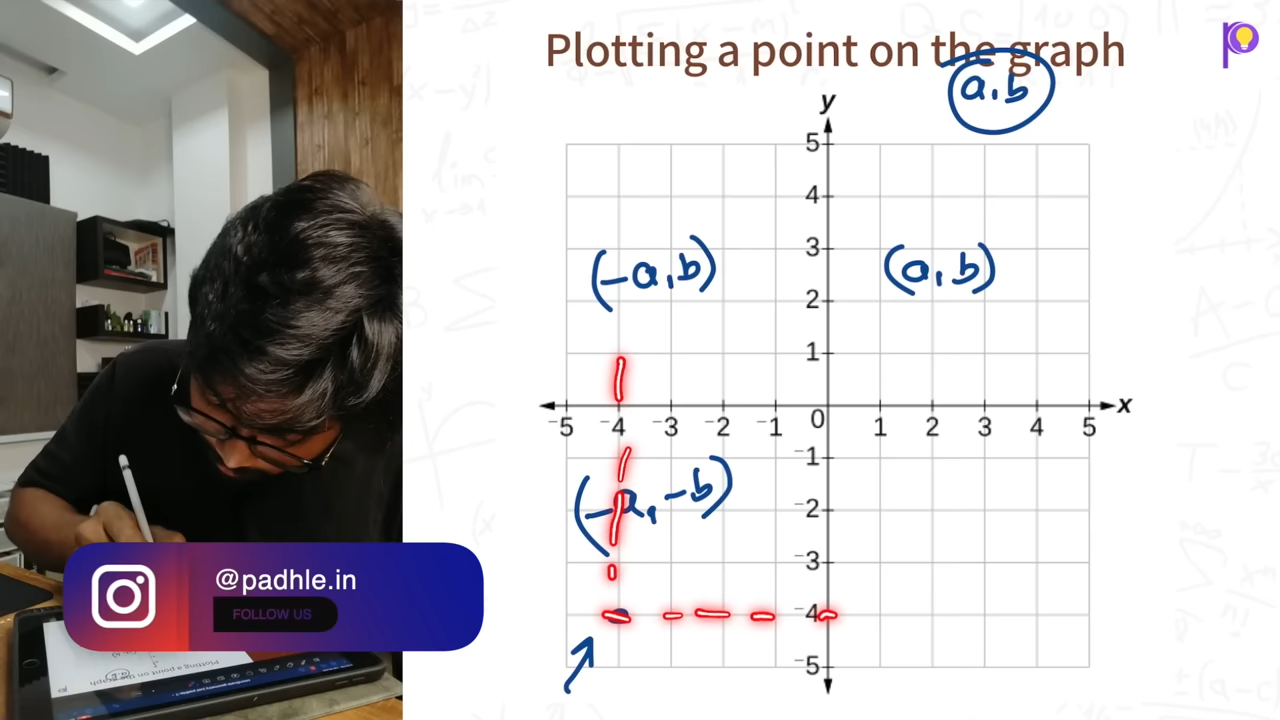 Plotting a point on the graph
a,b
y
5
4
3
2
1
(-a,b)
(a,b)
-5 -4 -3 -2 -1 0 1 2 3 4 5 x
-1
-2
-3
-4
-5
(-a,-b)
@padhle.in
FOLLOW US